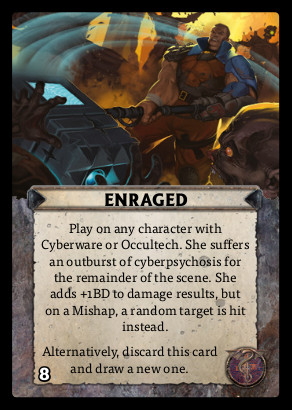 ENRAGED
Play on any character with
Cyberware or Occultech. She suffers
an outburst of cyberpsychosis for
the remainder of the scene. She
adds +1BD to damage results, but
on a Mishap, a random target is hit
instead.
Alternatively, discard this card
and draw a new one.
8